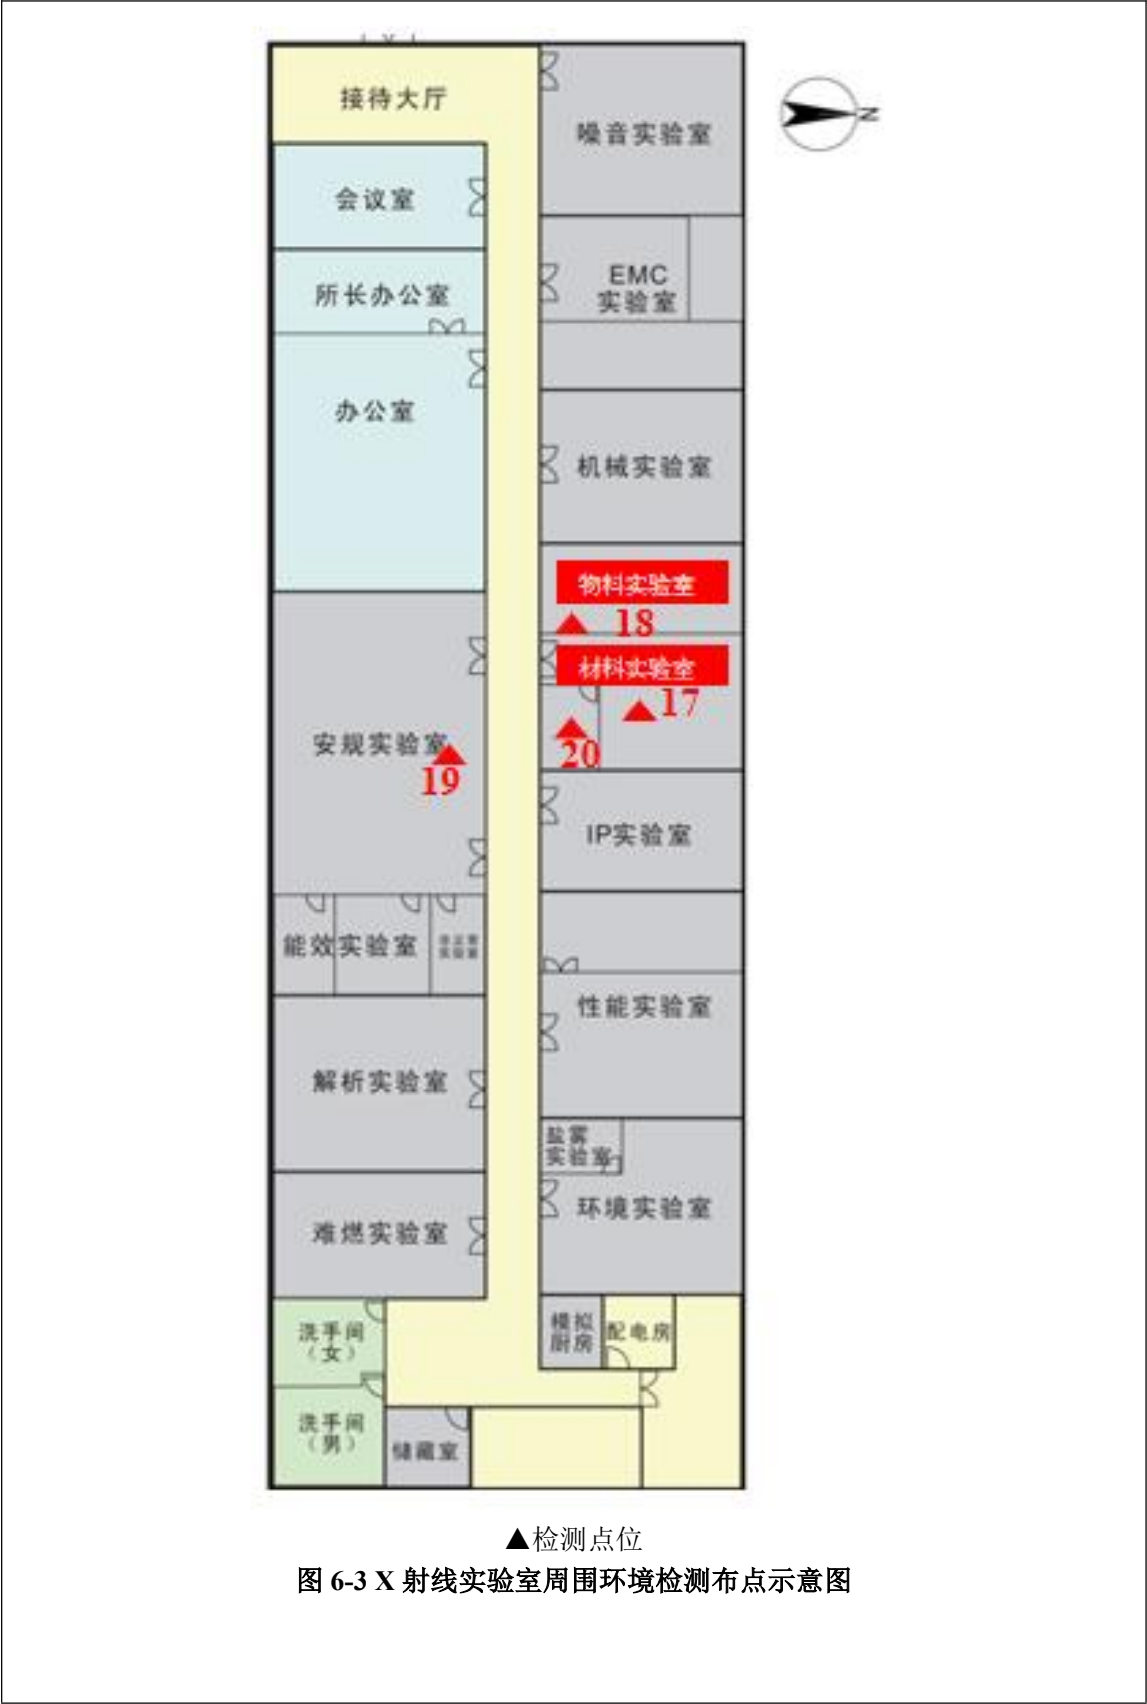 接待大厅
噪音实验室
N
会议室
EMC
实验室
所长办公室
办公室
机械实验室
物料实验室
18
材料实验室
17
安规实验室
19
20
IP实验室
能效实验室
性能实验室
解析实验室
盐雾
实验室
环境实验室
难燃实验室
洗手间
（女）
模拟
厨房
配电房
洗手间
（男）
储藏室
▲检测点位
图 6-3 X 射线实验室周围环境检测布点示意图